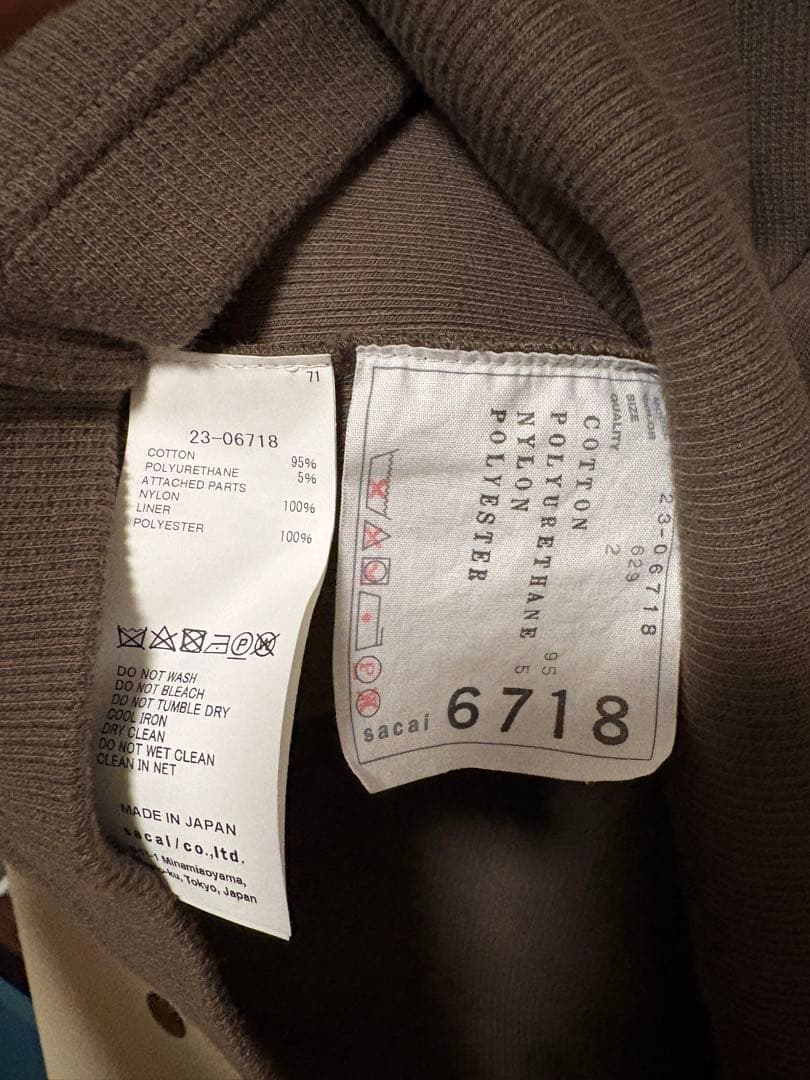 71
23-06718
COTTON 95%
POLYURETHANE 5%
ATTACHED PARTS
NYLON 100%
LINER
POLYESTER 100%
DO NOT WASH
DO NOT BLEACH
DO NOT TUMBLE DRY
COOL IRON
DRY CLEAN
DO NOT WET CLEAN
CLEAN IN NET
MADE IN JAPAN
sacai/co.,ltd.
Minamiaoyama,
Tokyo, Japan
23-06718
629
SIZE 2
QUALITY
COTTON 95
POLYURETHANE 5
NYLON
POLYESTER
sacai 6718